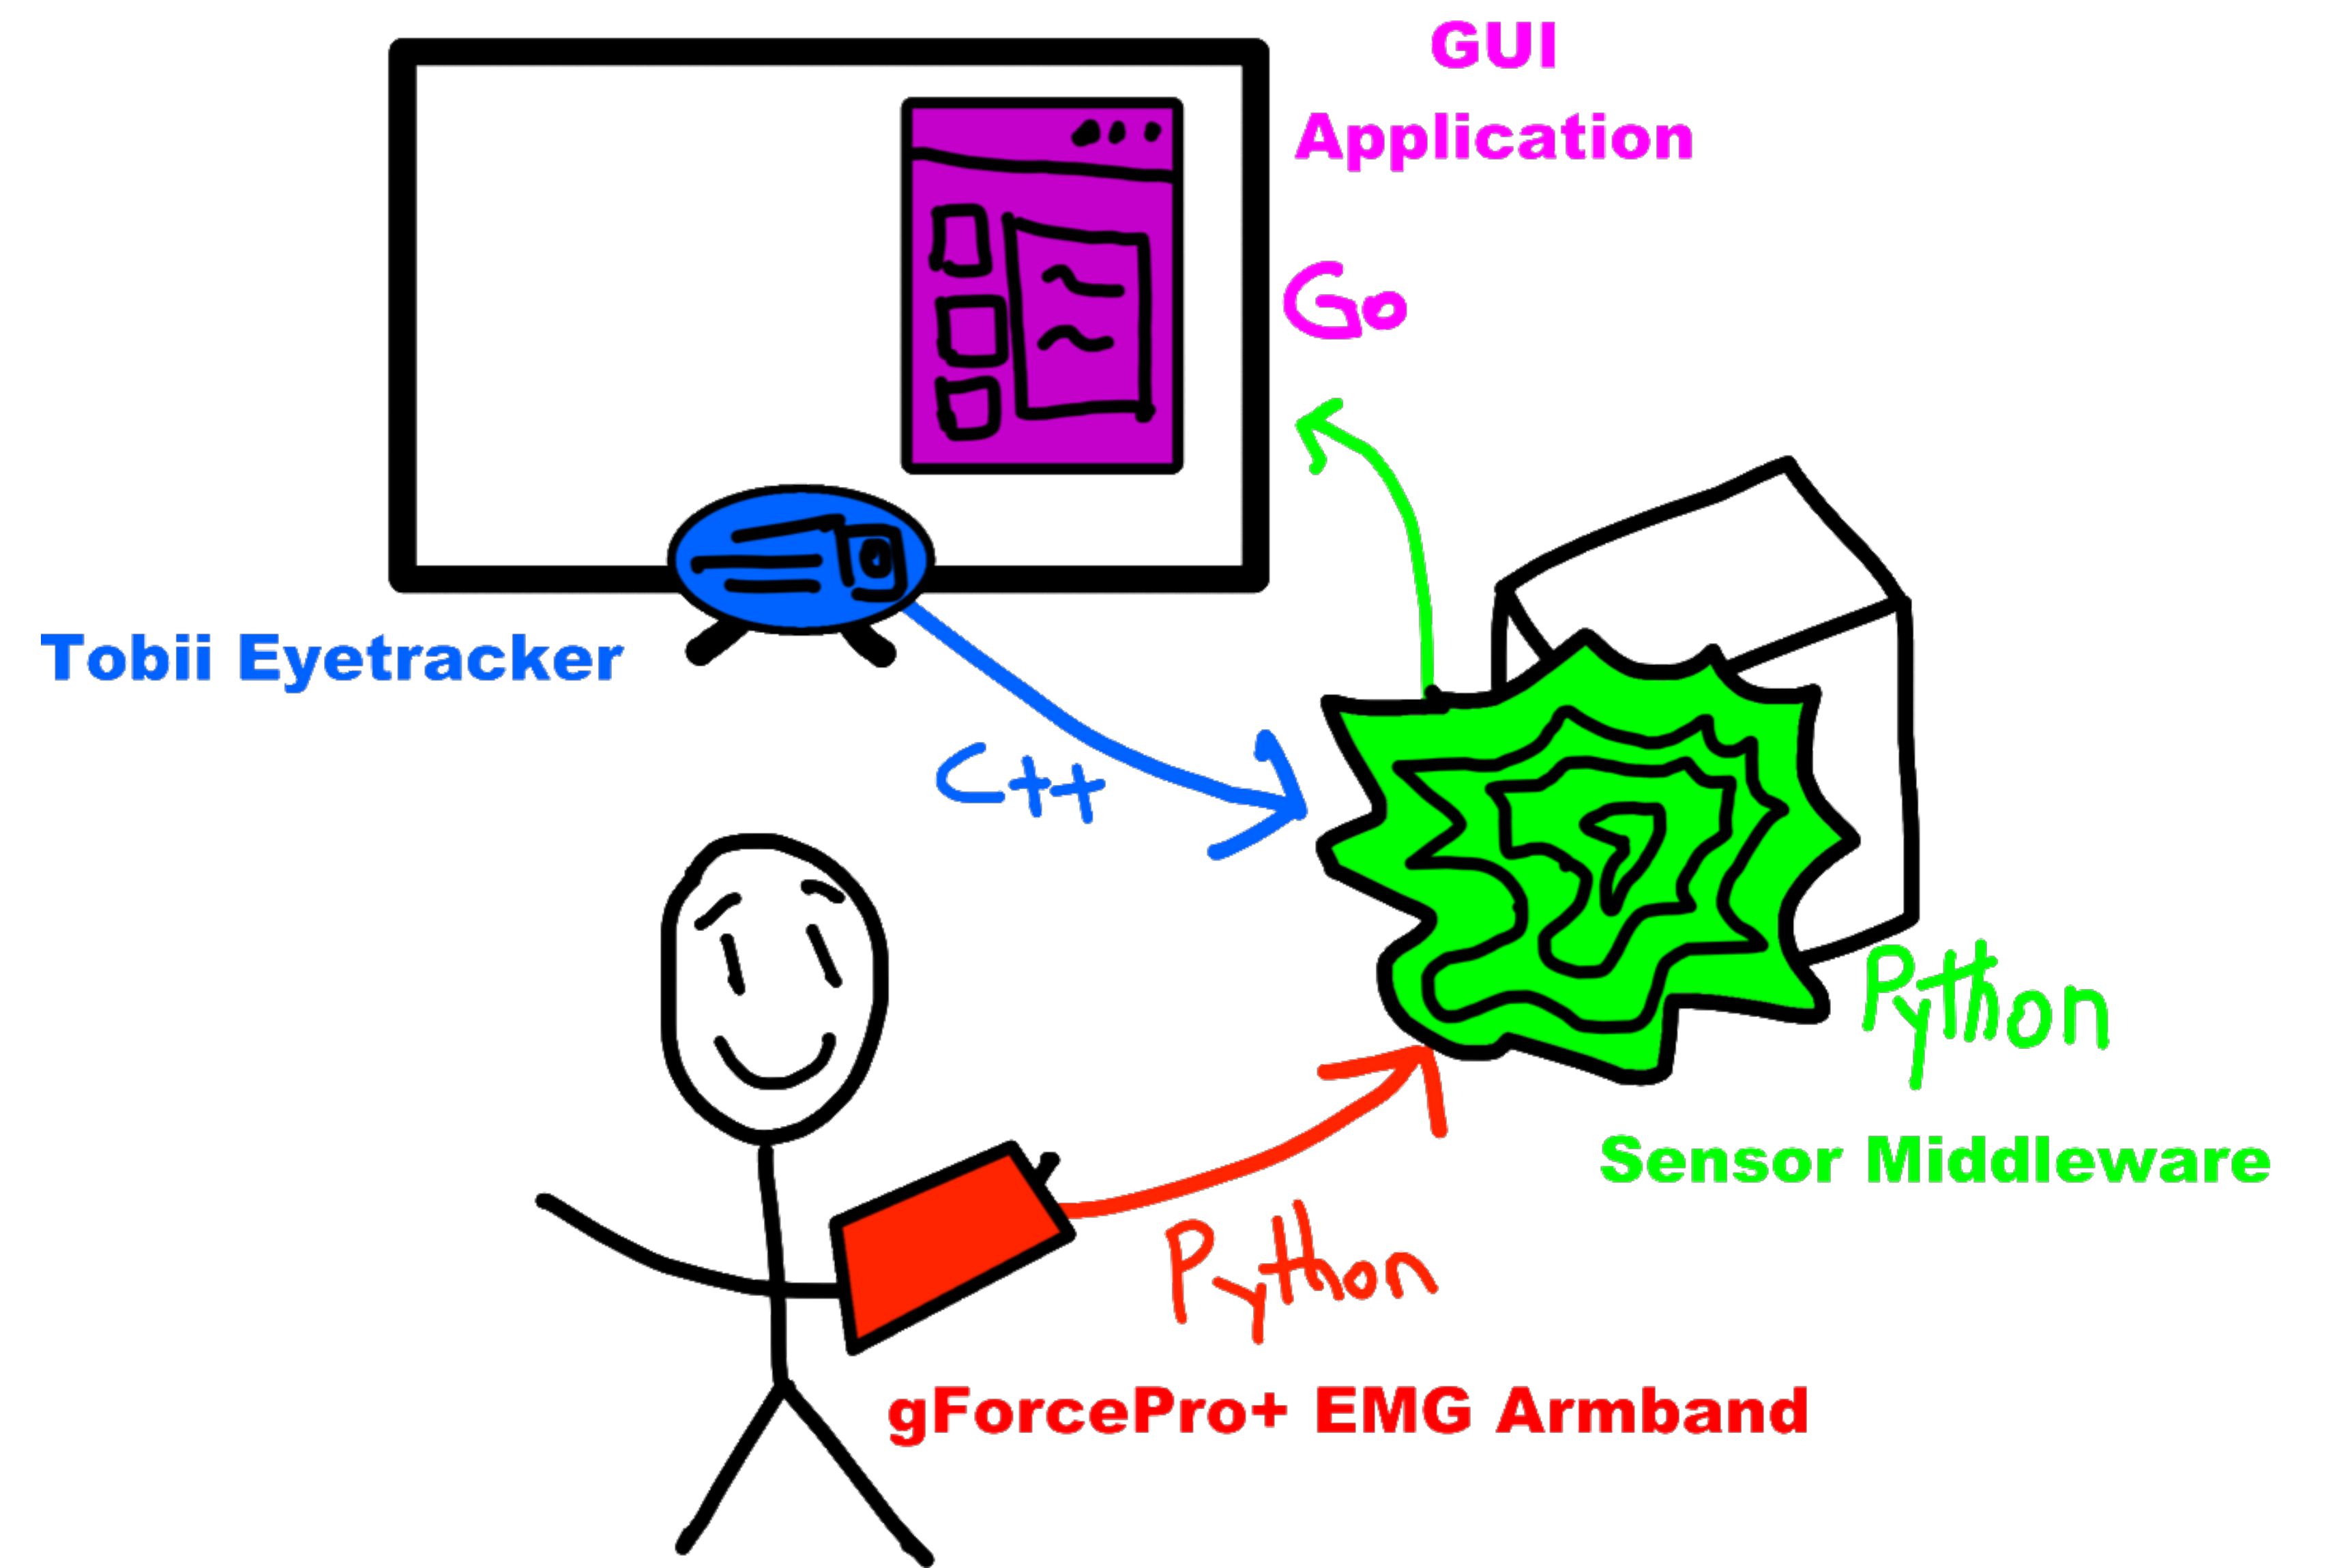 GUI
Application
Go
Tobii Eyetracker
C++
Python
Sensor Middleware
Python
gForcePro+ EMG Armband